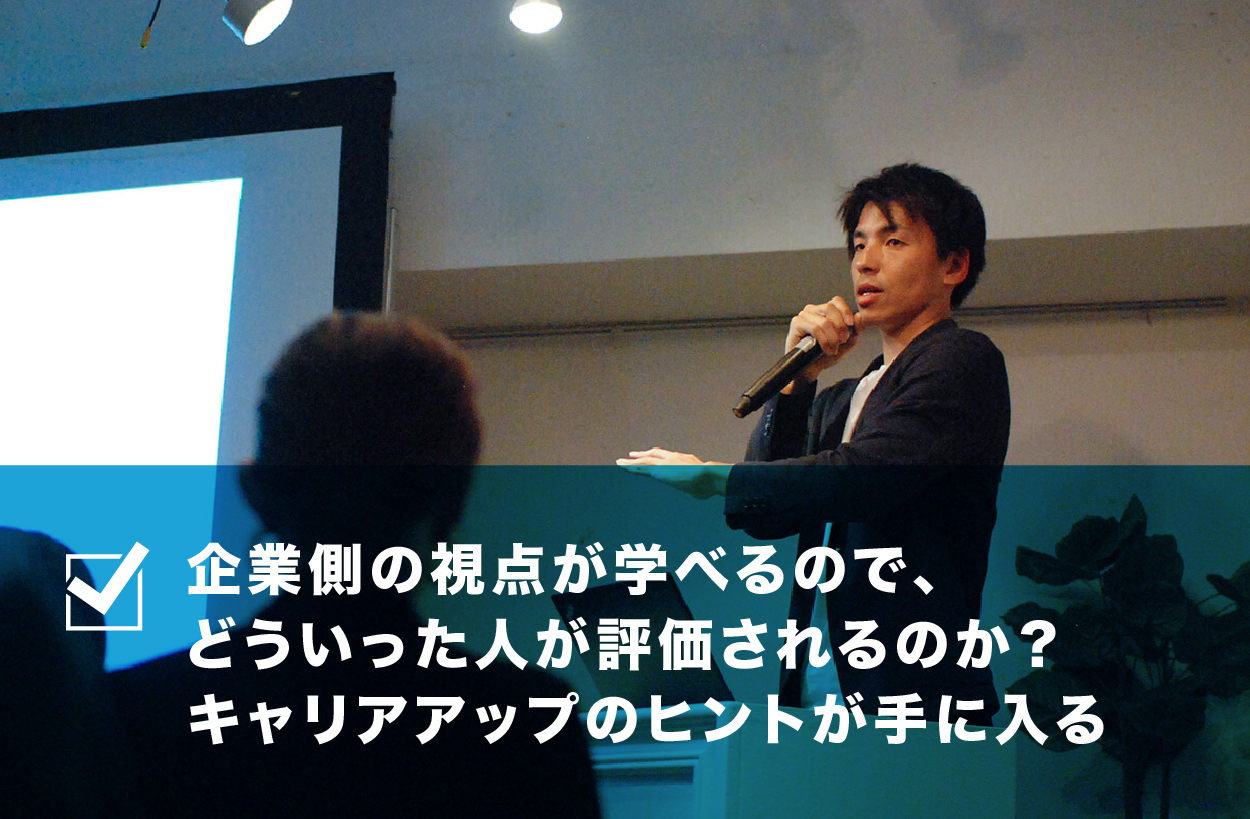 企業側の視点が学べるので、
どういった人が評価されるのか？
キャリアアップのヒントが手に入る